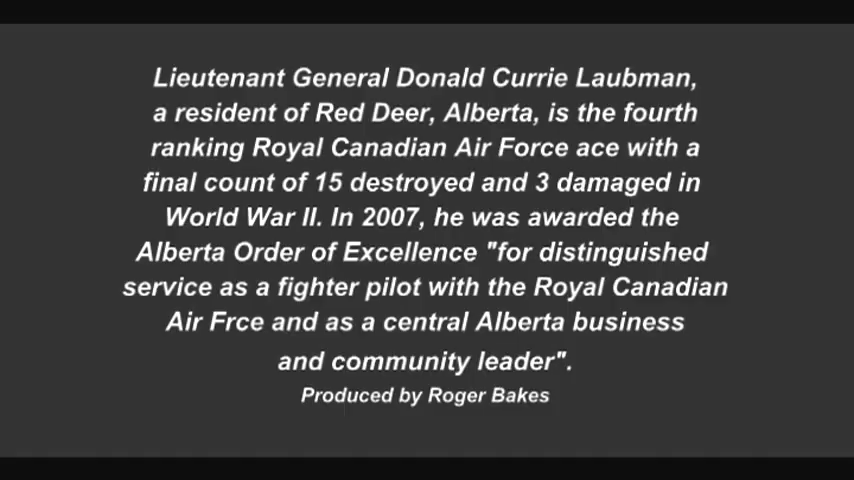 Lieutenant General Donald Currie Laubman,
a resident of Red Deer, Alberta, is the fourth
ranking Royal Canadian Air Force ace with a
final count of 15 destroyed and 3 damaged in
World War II. In 2007, he was awarded the
Alberta Order of Excellence "for distinguished
service as a fighter pilot with the Royal Canadian
Air Frce and as a central Alberta business
and community leader".
Produced by Roger Bakes